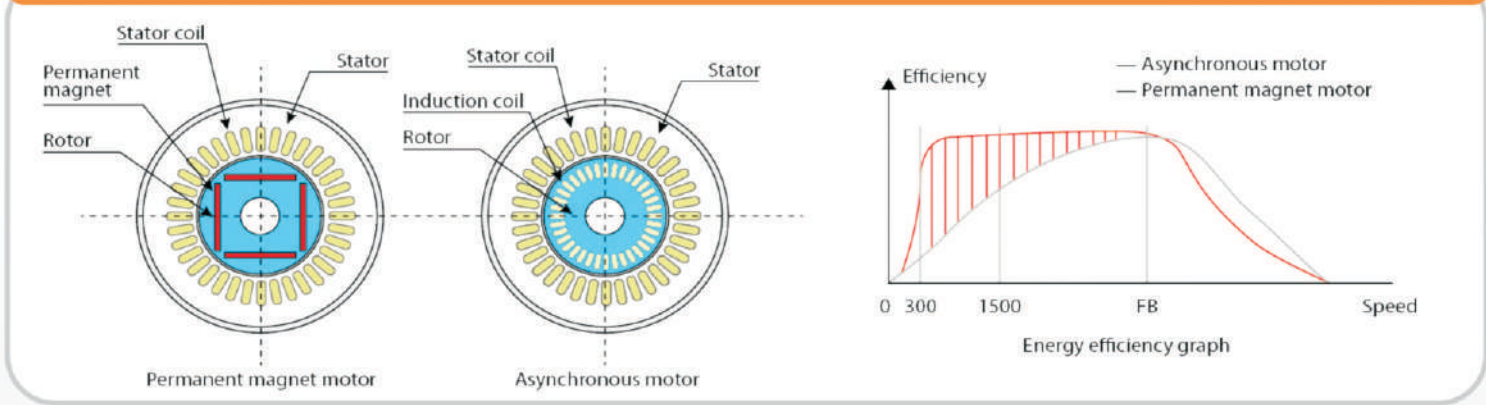 Stator coil
Permanent
magnet
Stator
Rotor
Permanent magnet motor
Stator coil
Stator
Induction coil
Rotor
Asynchronous motor
Efficiency
Asynchronous motor
Permanent magnet motor
0 300 1500 FB Speed
Energy efficiency graph